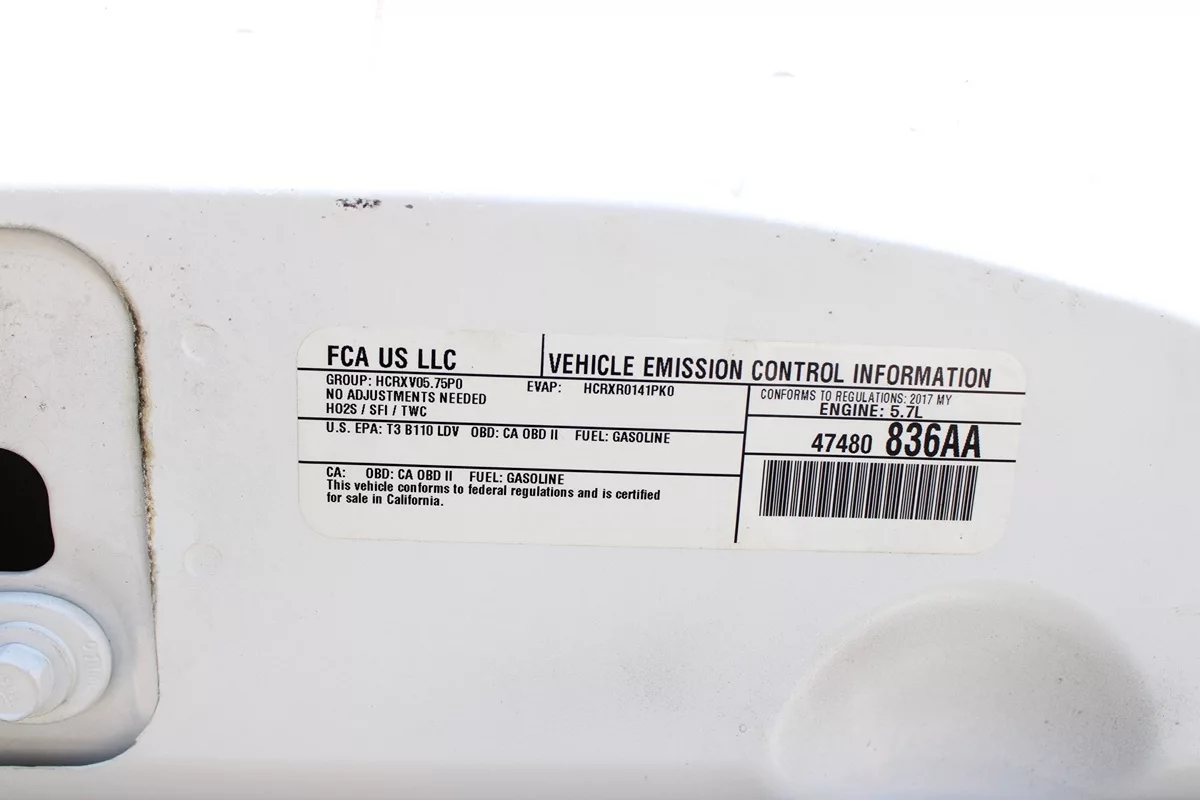 FCA US LLC
VEHICLE EMISSION CONTROL INFORMATION
GROUP: HCRXV05.75P0
EVAP: HCRXR0141PK0
NO ADJUSTMENTS NEEDED
HO2S / SFI / TWC
U.S. EPA: T3 B110 LDV OBD: CA OBD II FUEL: GASOLINE
CA: OBD: CA OBD II FUEL: GASOLINE
This vehicle conforms to federal regulations and is certified
for sale in California.
CONFORMS TO REGULATIONS: 2017 MY
ENGINE: 5.7L
47480 836AA